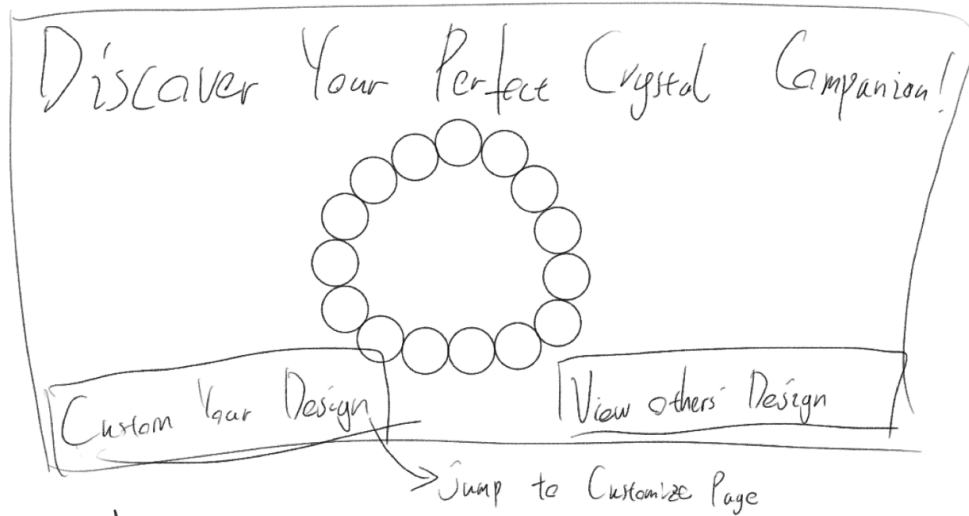 Discover Your Perfect Crystal Companion!
Custom Your Design
View others' Design
Jump to Customize Page